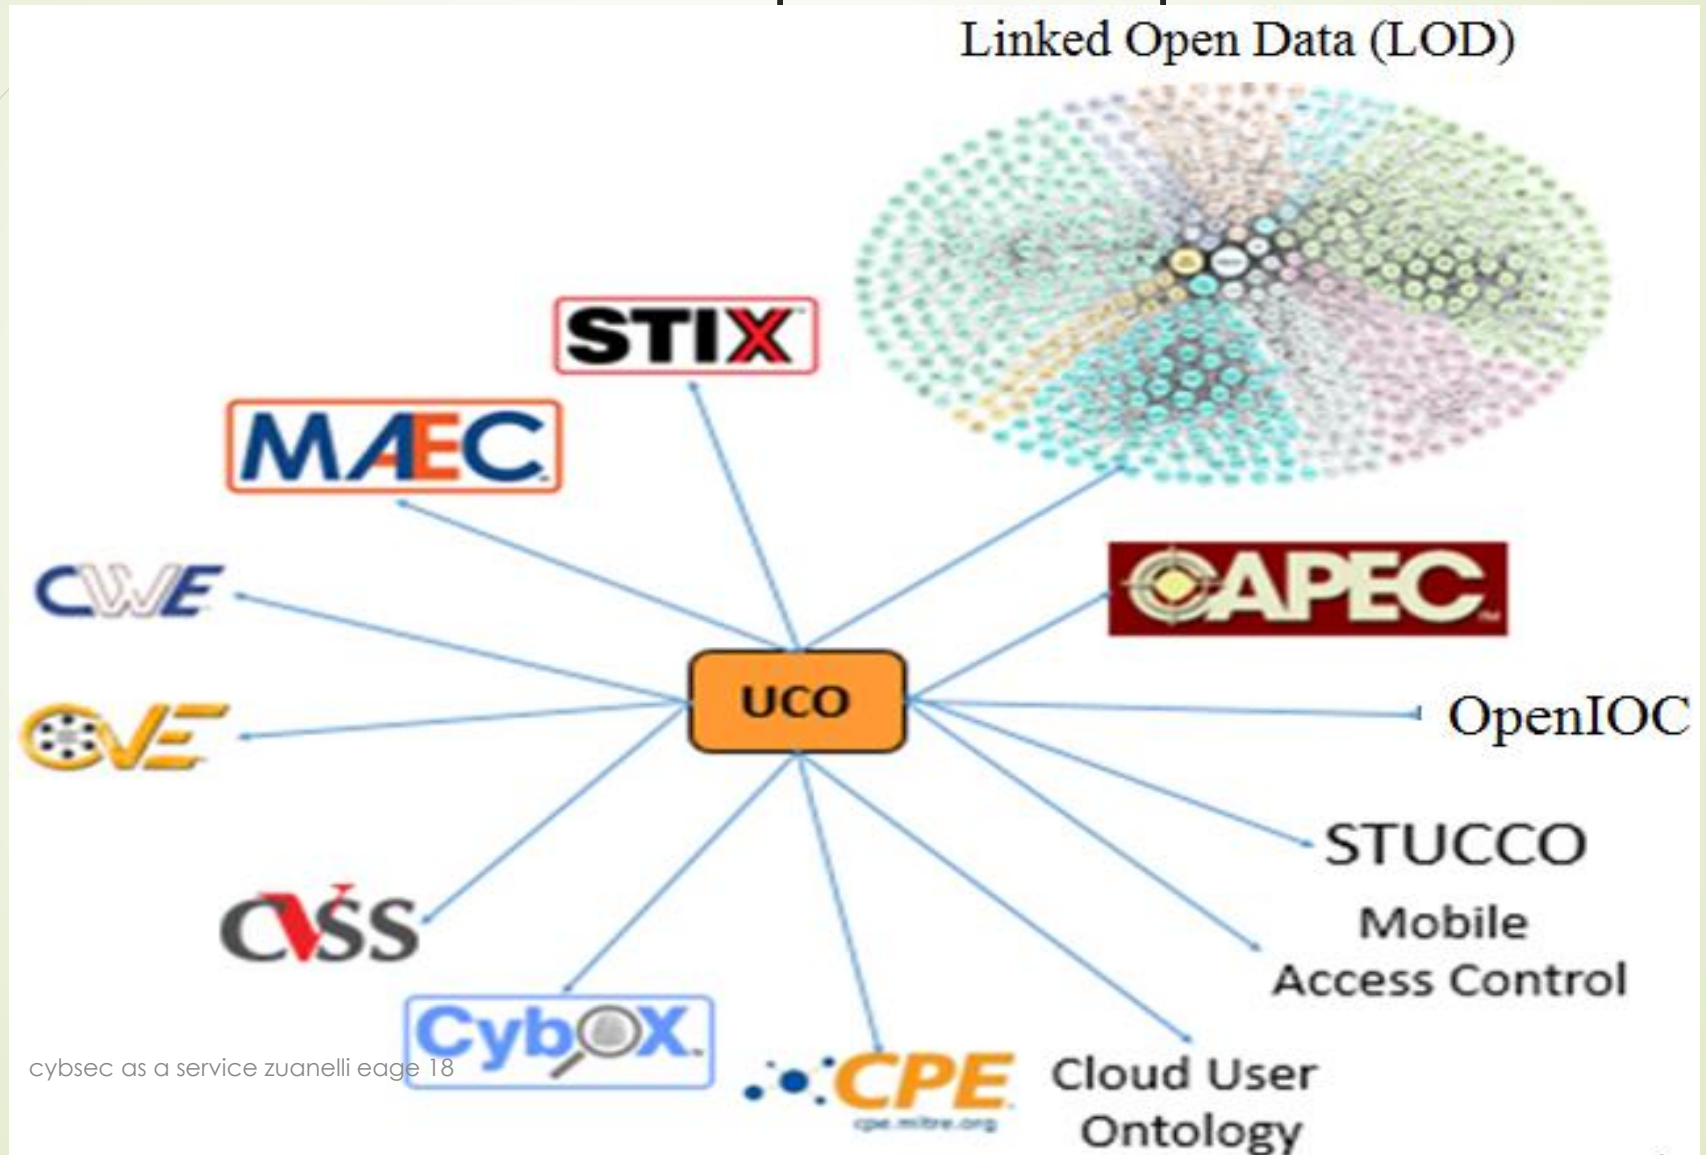 Linked Open Data (LOD)
STIX
MAEC
CAPEC
CWE
UCO
OpenIOC
CVE
STUCCO
Mobile
Access Control
CVSS
CybOX
cybsec as a service zuanelli eage 18
CPE
cpe.mitre.org
Cloud User
Ontology